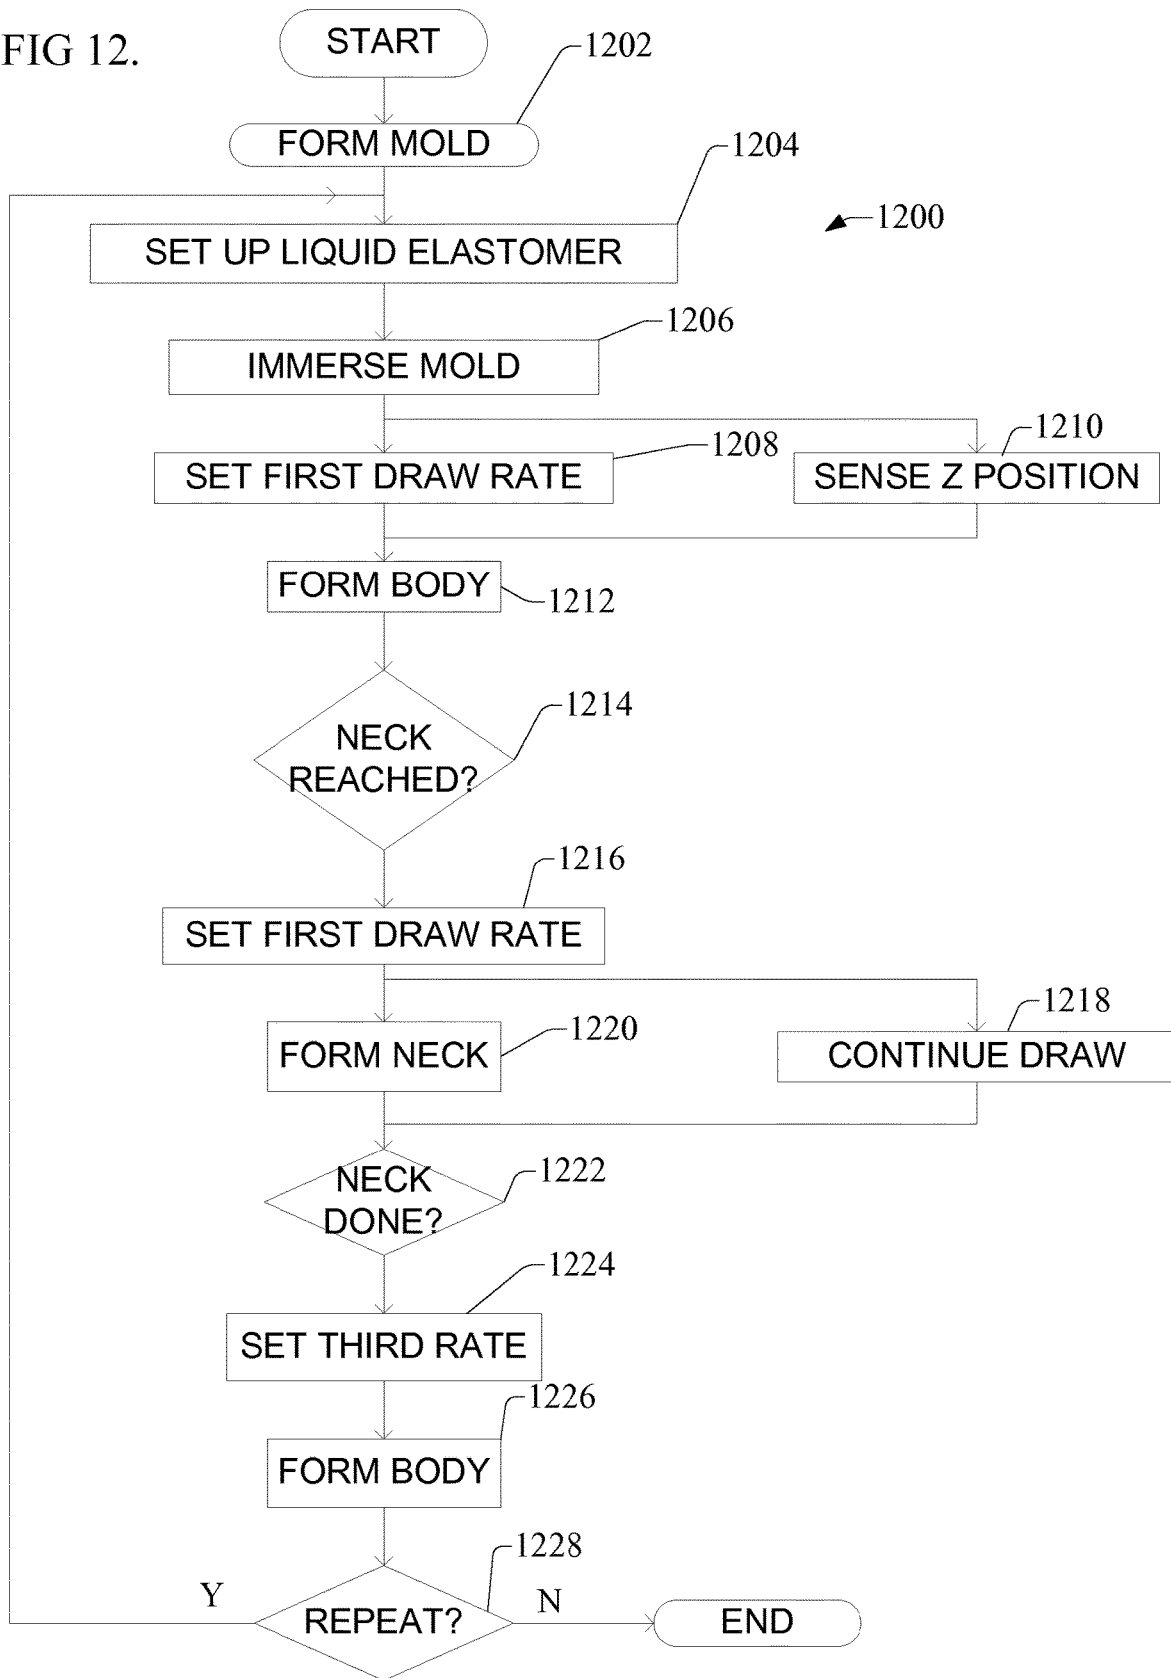 FIG 12.
START
1202
FORM MOLD
1204
1200
SET UP LIQUID ELASTOMER
1206
IMMERSE MOLD
1208
1210
SET FIRST DRAW RATE
SENSE Z POSITION
FORM BODY
1212
1214
NECK
REACHED?
1216
SET FIRST DRAW RATE
1218
1220
FORM NECK
CONTINUE DRAW
1222
NECK
DONE?
1224
SET THIRD RATE
1226
FORM BODY
1228
Y
REPEAT?
N
END